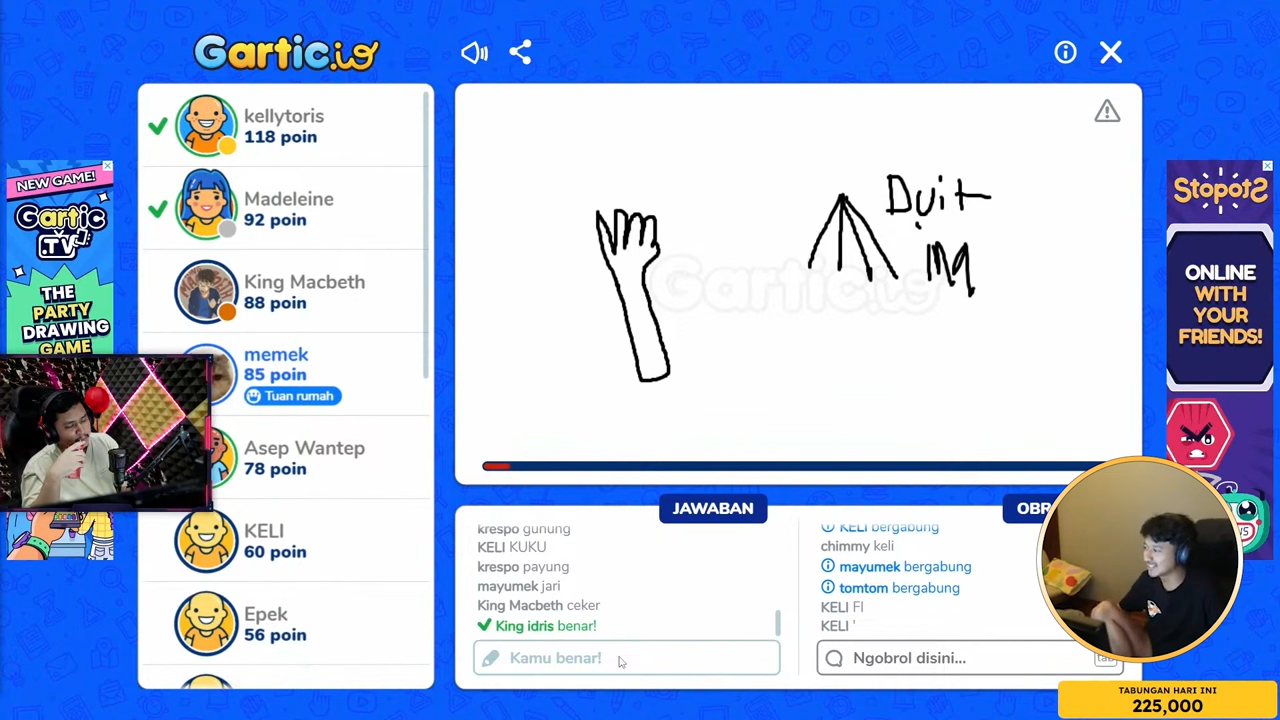 Gartic.io
kellytoris
118 poin
Madeleine
92 poin
King Macbeth
88 poin
memek
85 poin
Tuan rumah
Asep Wantep
78 poin
KELI
60 poin
Epek
56 poin
NEW GAME!
Gartic
TV
THE
PARTY
DRAWING
GAME
Duit
Gartic.io
StopotS
ONLINE
WITH
YOUR
FRIENDS!
JAWABAN
krespo gunung
KELI KUKU
krespo payung
mayumek jari
King Macbeth ceker
King idris benar!
Kamu benar!
OBR
KELI bergabung
chimmy keli
mayumek bergabung
tomtom bergabung
KELI FI
KELI '
Ngobrol disini...
tab
TABUNGAN HARI INI
225,000